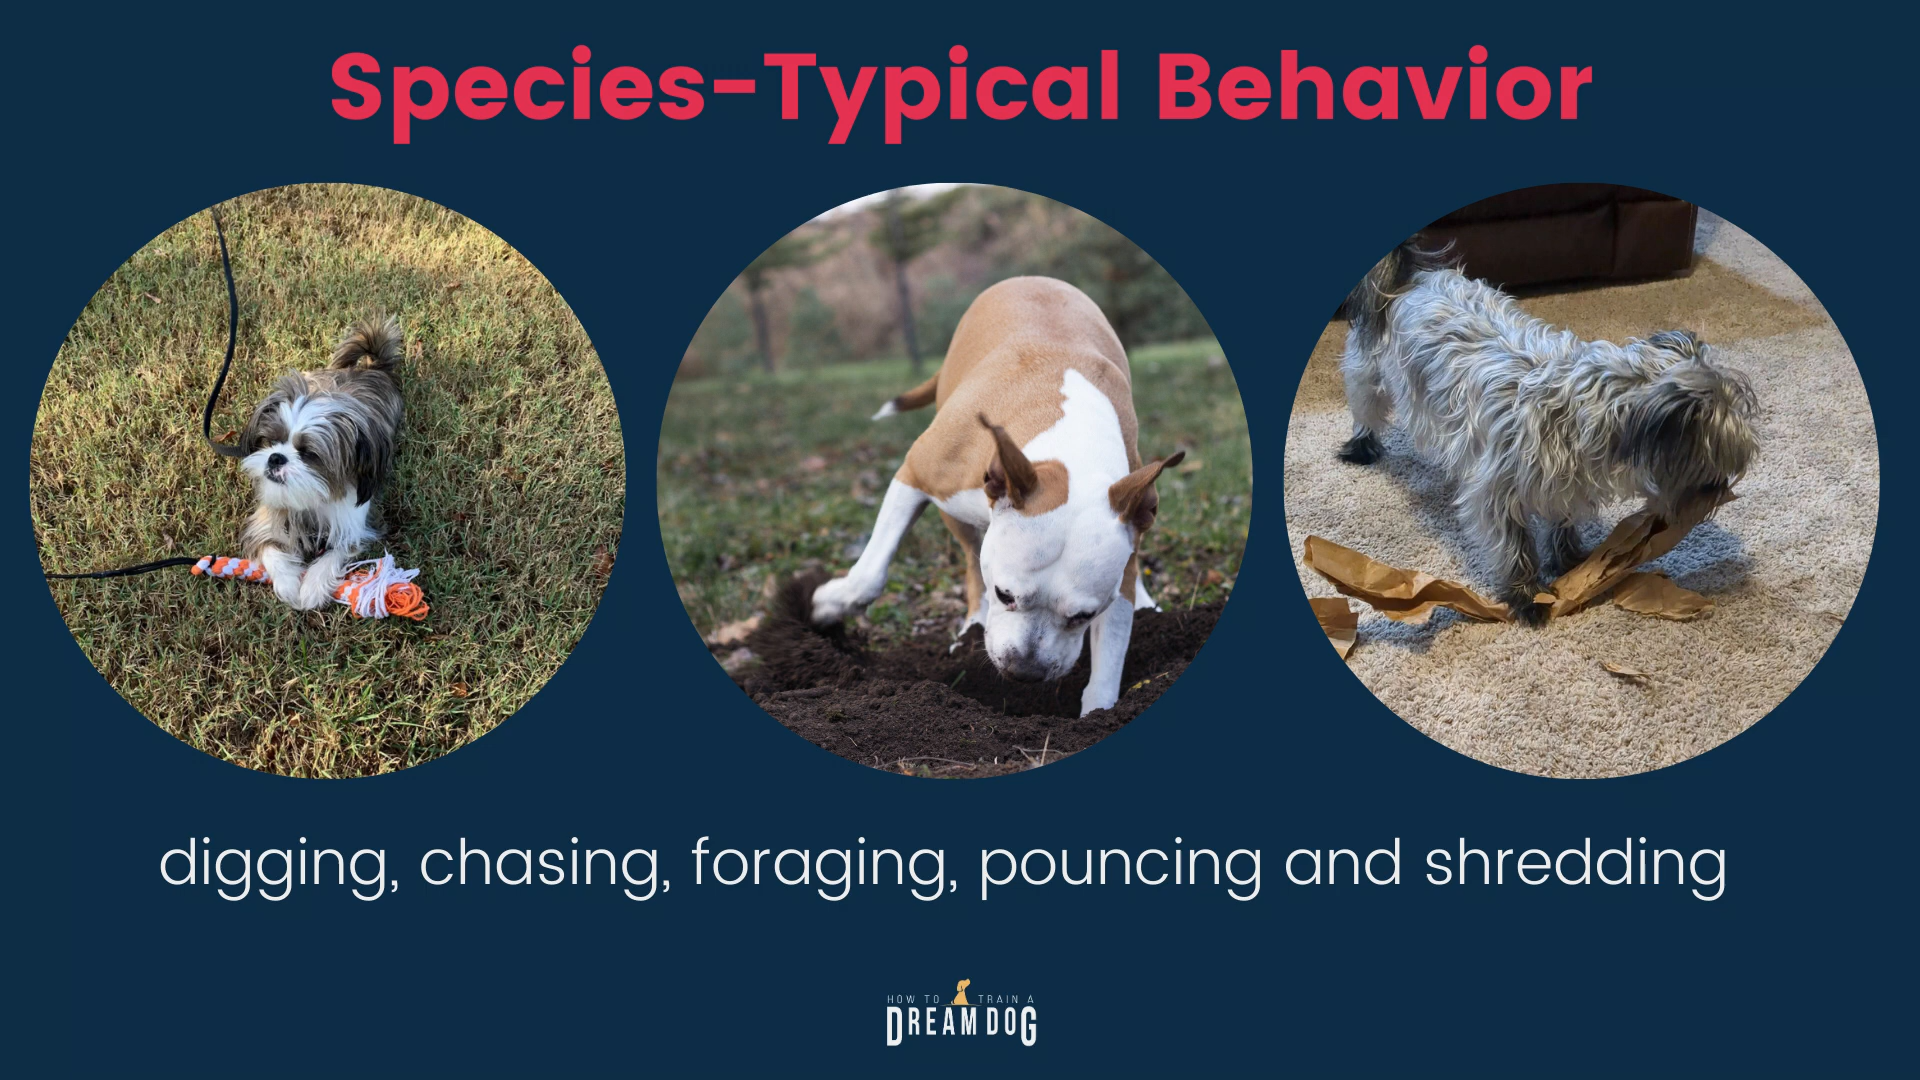 Species-Typical Behavior
digging, chasing, foraging, pouncing and shredding
HOW TO TRAIN A
DREAM DOG